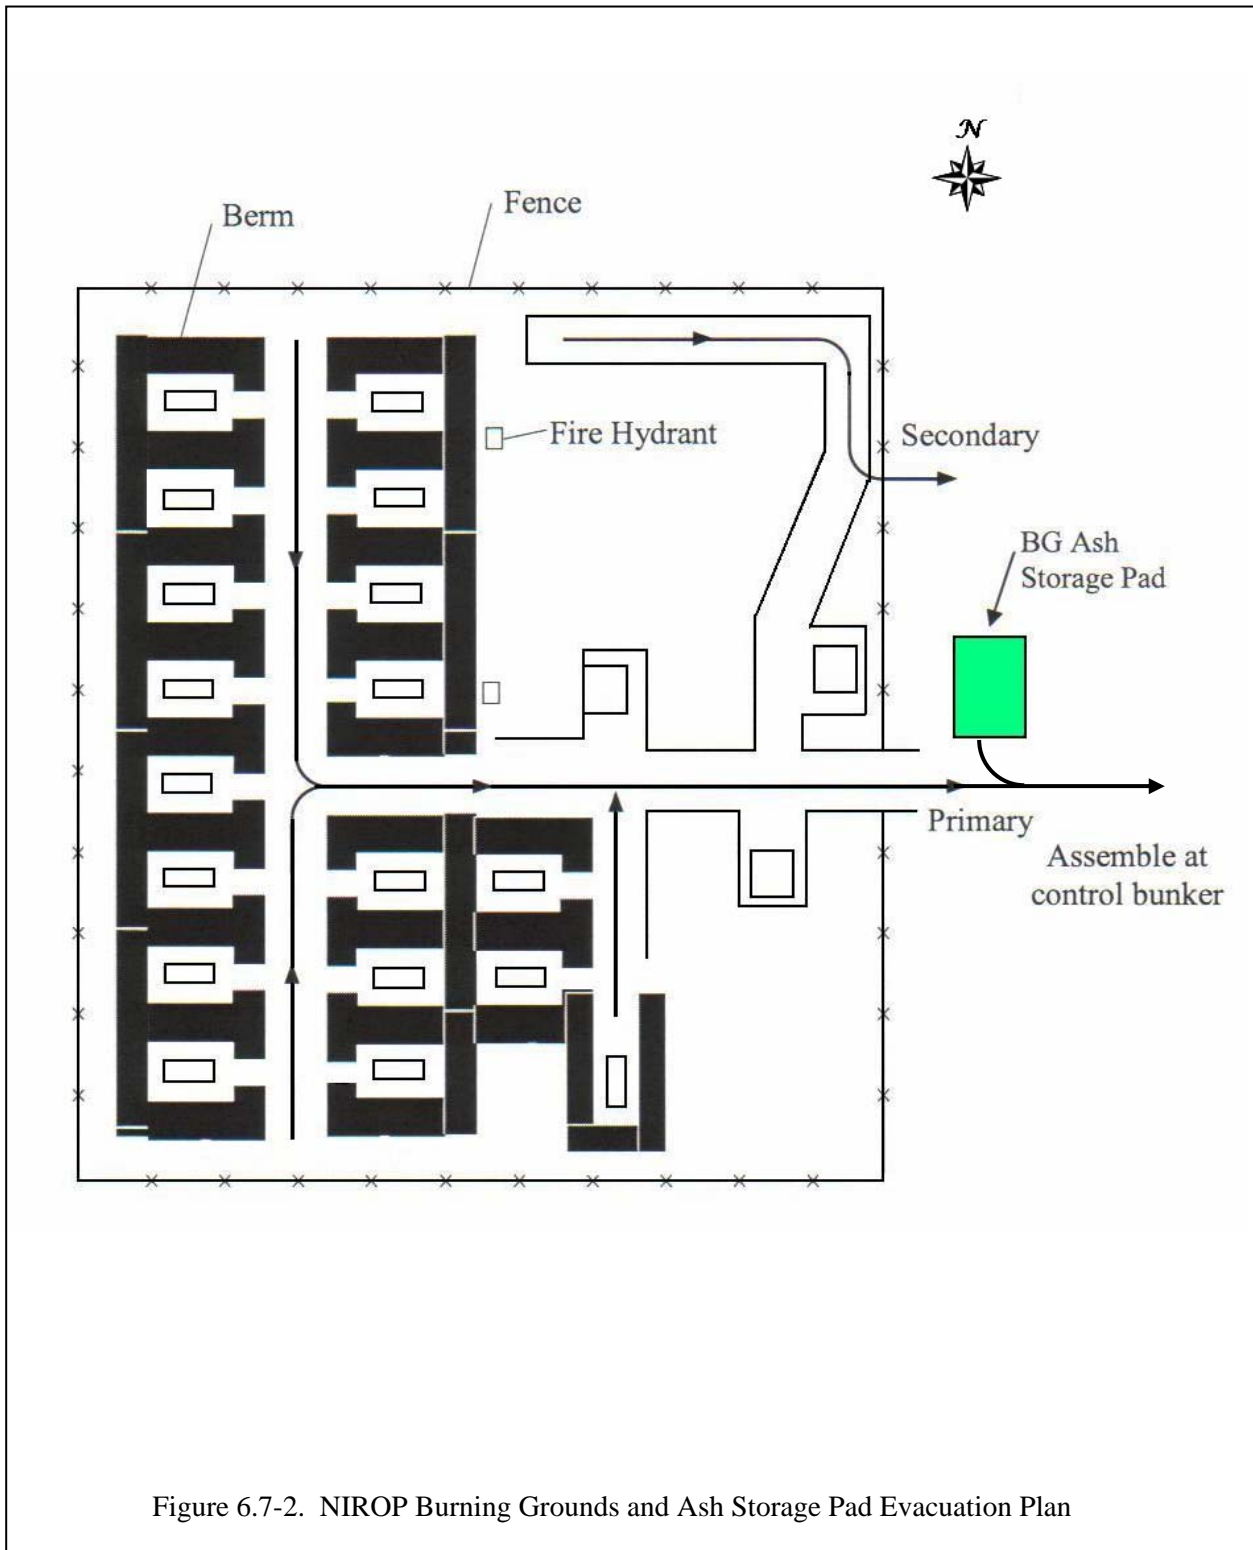 N
Fence
Berm
Fire Hydrant
Secondary
BG Ash
Storage Pad
Primary
Assemble at
control bunker
Figure 6.7-2. NIROP Burning Grounds and Ash Storage Pad Evacuation Plan